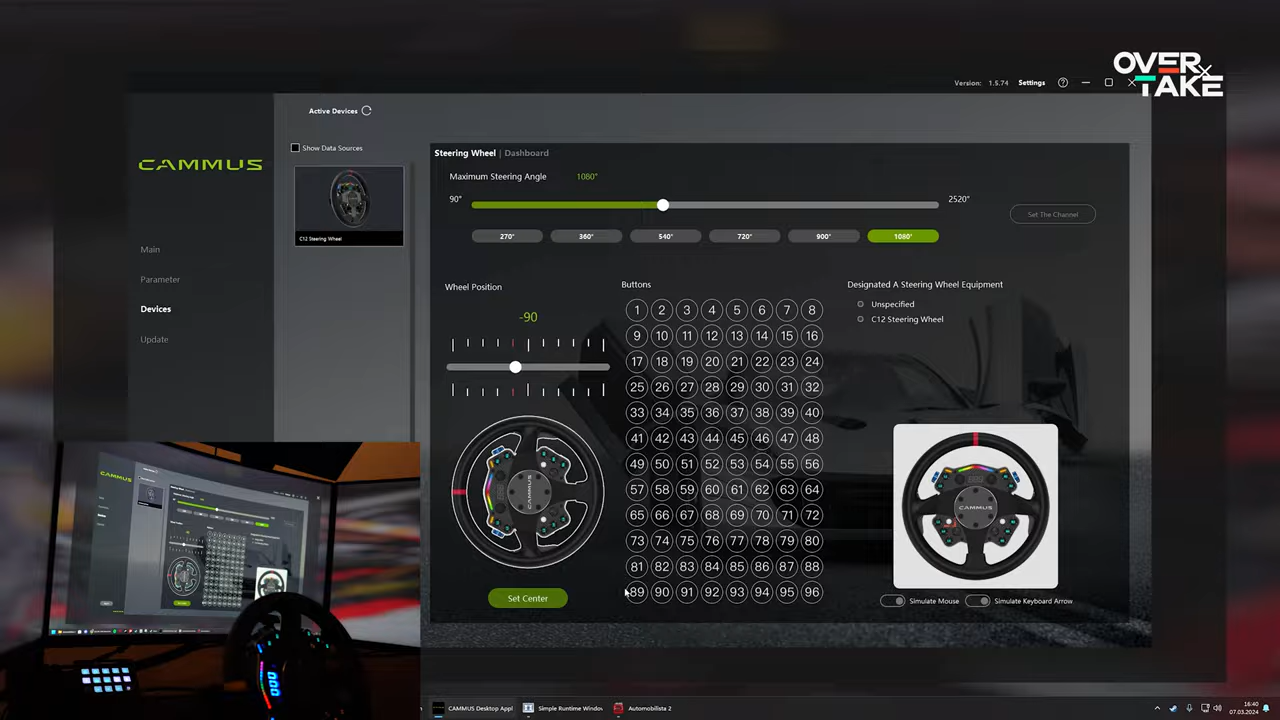 OVER
TAKE
Version: 1.5.74 Settings
Active Devices
Show Data Sources
CAMMUS
Main
Parameter
Devices
Update
C12 Steering Wheel
Steering Wheel | Dashboard
Maximum Steering Angle 1080°
90° 2520°
Set The Channel
270° 360° 540° 720° 900° 1080°
Wheel Position
-90
CAMMUS
Set Center
Buttons
1 2 3 4 5 6 7 8
9 10 11 12 13 14 15 16
17 18 19 20 21 22 23 24
25 26 27 28 29 30 31 32
33 34 35 36 37 38 39 40
41 42 43 44 45 46 47 48
49 50 51 52 53 54 55 56
57 58 59 60 61 62 63 64
65 66 67 68 69 70 71 72
73 74 75 76 77 78 79 80
81 82 83 84 85 86 87 88
89 90 91 92 93 94 95 96
Designated A Steering Wheel Equipment
Unspecified
C12 Steering Wheel
CAMMUS
Simulate Mouse Simulate Keyboard Arrow
CAMMUS
000
CAMMUS Desktop Appl Simple Runtime Window Automobilista 2
16:40
07.03.2024